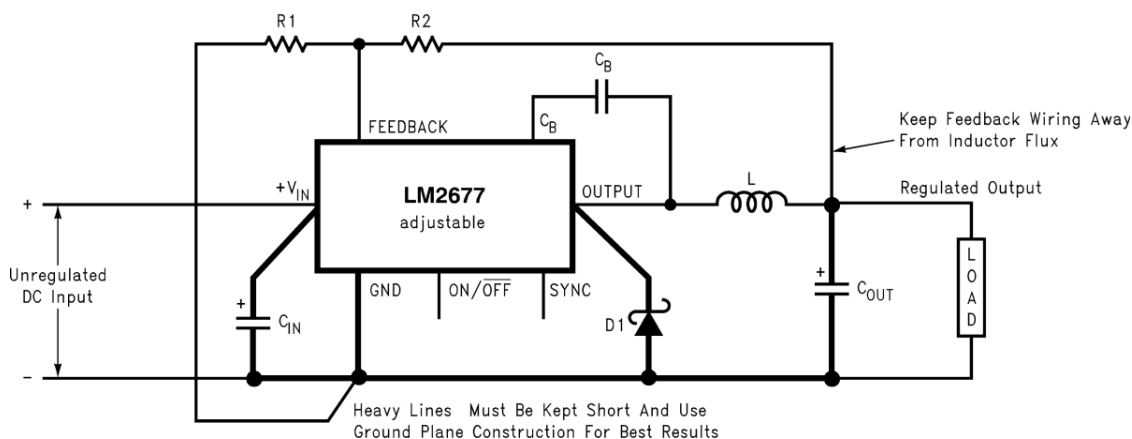 R1
R2
C_B
FEEDBACK
C_B
Keep Feedback Wiring Away
From Inductor Flux
+V_IN
LM2677
adjustable
OUTPUT
L
Regulated Output
+
Unregulated
DC Input
GND
ON/O̅F̅F̅
SYNC
+
C_IN
D1
+
C_OUT
LOAD
−
Heavy Lines Must Be Kept Short And Use
Ground Plane Construction For Best Results